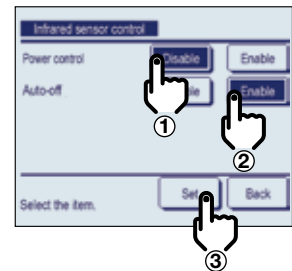 Infrared sensor control
Power control Disable Enable
Auto-off Enable
① ②
Select the item. Set Back
③